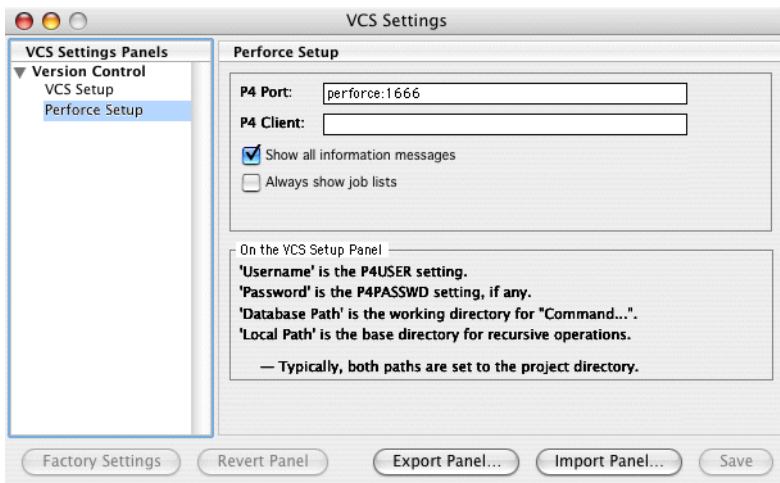 VCS Settings
VCS Settings Panels
Version Control
VCS Setup
Perforce Setup
Perforce Setup
P4 Port: perforce:1666
P4 Client:
Show all information messages
Always show job lists
On the VCS Setup Panel
'Username' is the P4USER setting.
'Password' is the P4PASSWD setting, if any.
'Database Path' is the working directory for "Command...".
'Local Path' is the base directory for recursive operations.
— Typically, both paths are set to the project directory.
Factory Settings Revert Panel Export Panel... Import Panel... Save